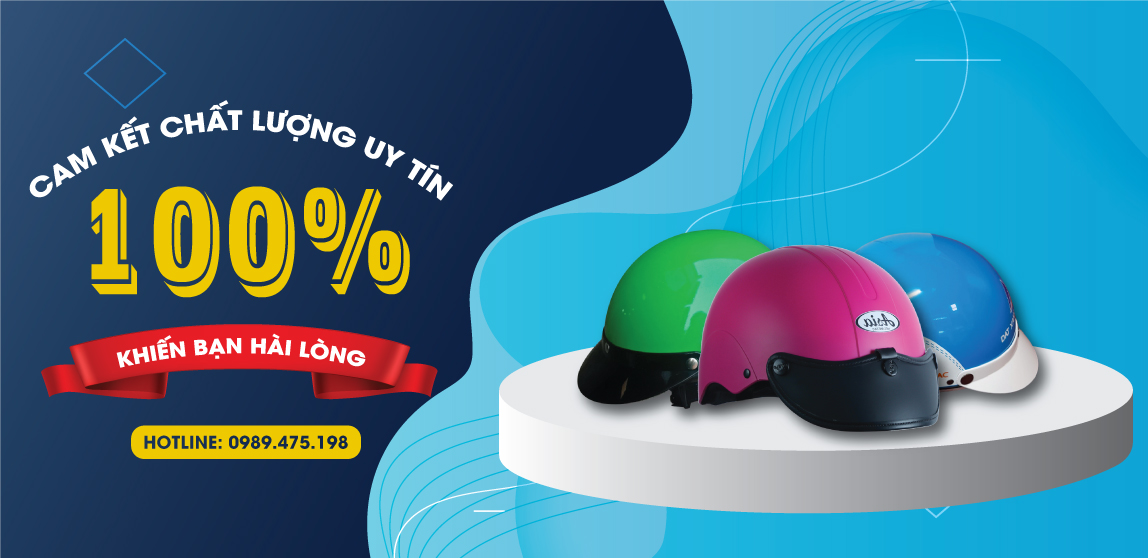 CAM KẾT CHẤT LƯỢNG UY TÍN
100%
KHIẾN BẠN HÀI LÒNG
HOTLINE: 0989.475.198
Asia